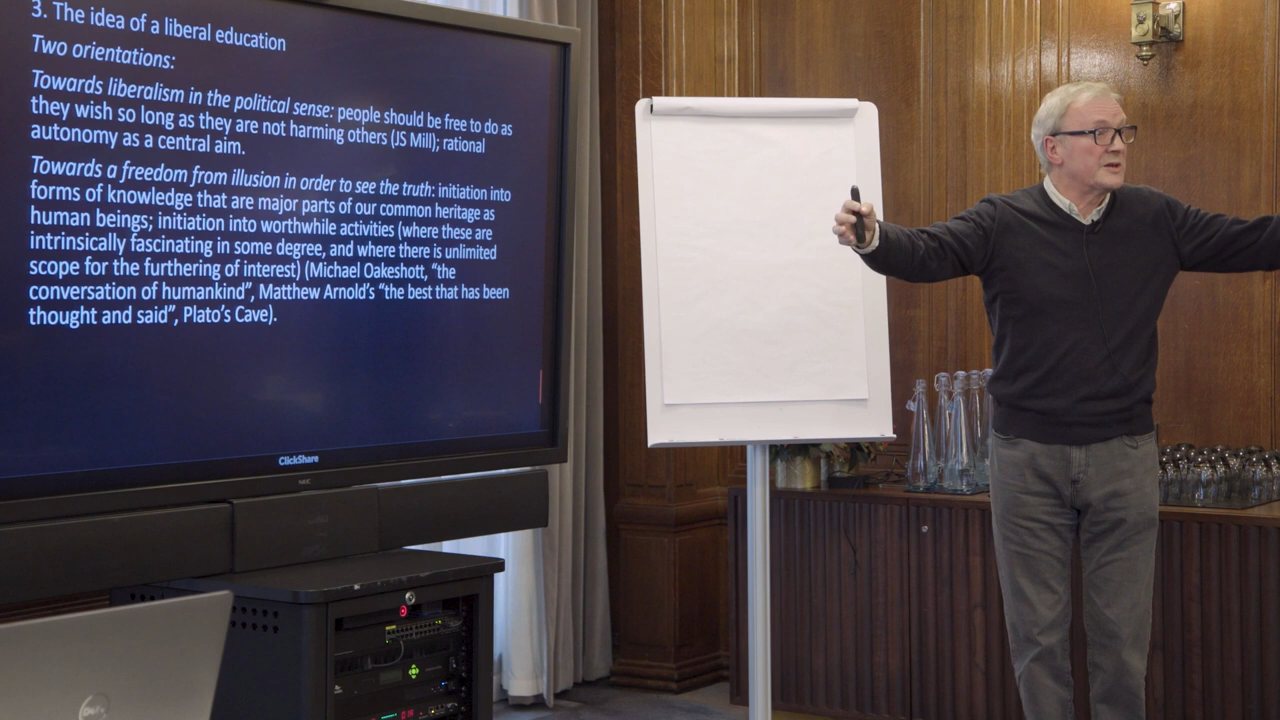 3. The idea of a liberal education
Two orientations:
Towards liberalism in the political sense: people should be free to do as
they wish so long as they are not harming others (JS Mill); rational
autonomy as a central aim.
Towards a freedom from illusion in order to see the truth: initiation into
forms of knowledge that are major parts of our common heritage as
human beings; initiation into worthwhile activities (where these are
intrinsically fascinating in some degree, and where there is unlimited
scope for the furthering of interest) (Michael Oakeshott, “the
conversation of humankind”, Matthew Arnold’s “the best that has been
thought and said”, Plato’s Cave).
ClickShare
NEC
DELL